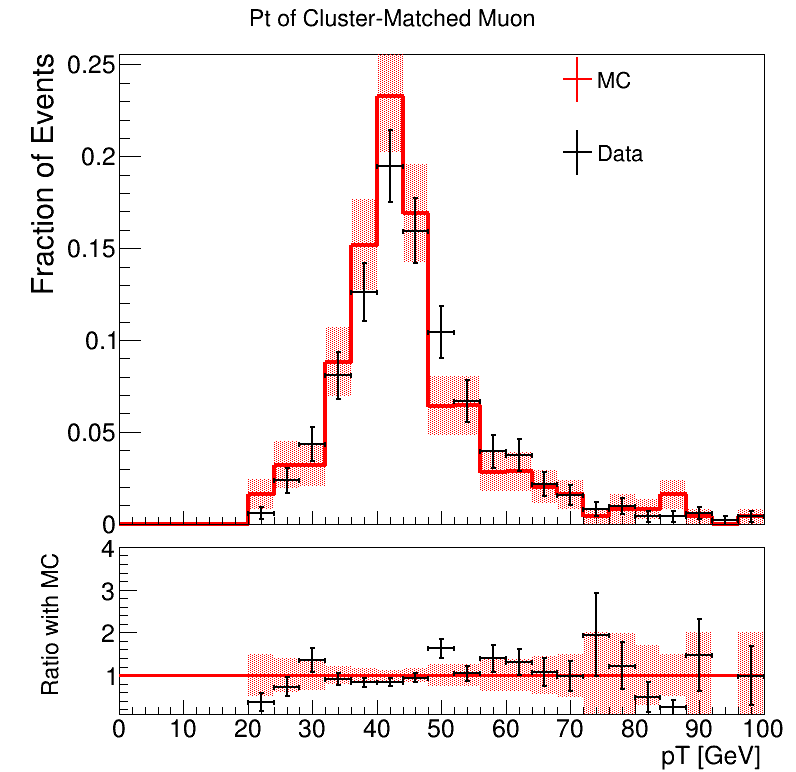 Pt of Cluster-Matched Muon
Fraction of Events
0.25
0.2
0.15
0.1
0.05
0
MC
Data
Ratio with MC
4
3
2
1
0 10 20 30 40 50 60 70 80 90 100
pT [GeV]